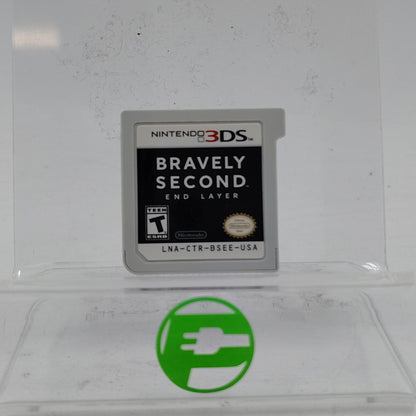 NINTENDO 3DS
BRAVELY
SECOND
END LAYER
TEEN
T
ESRB
Nintendo
LNA-CTR-BSEE-USA